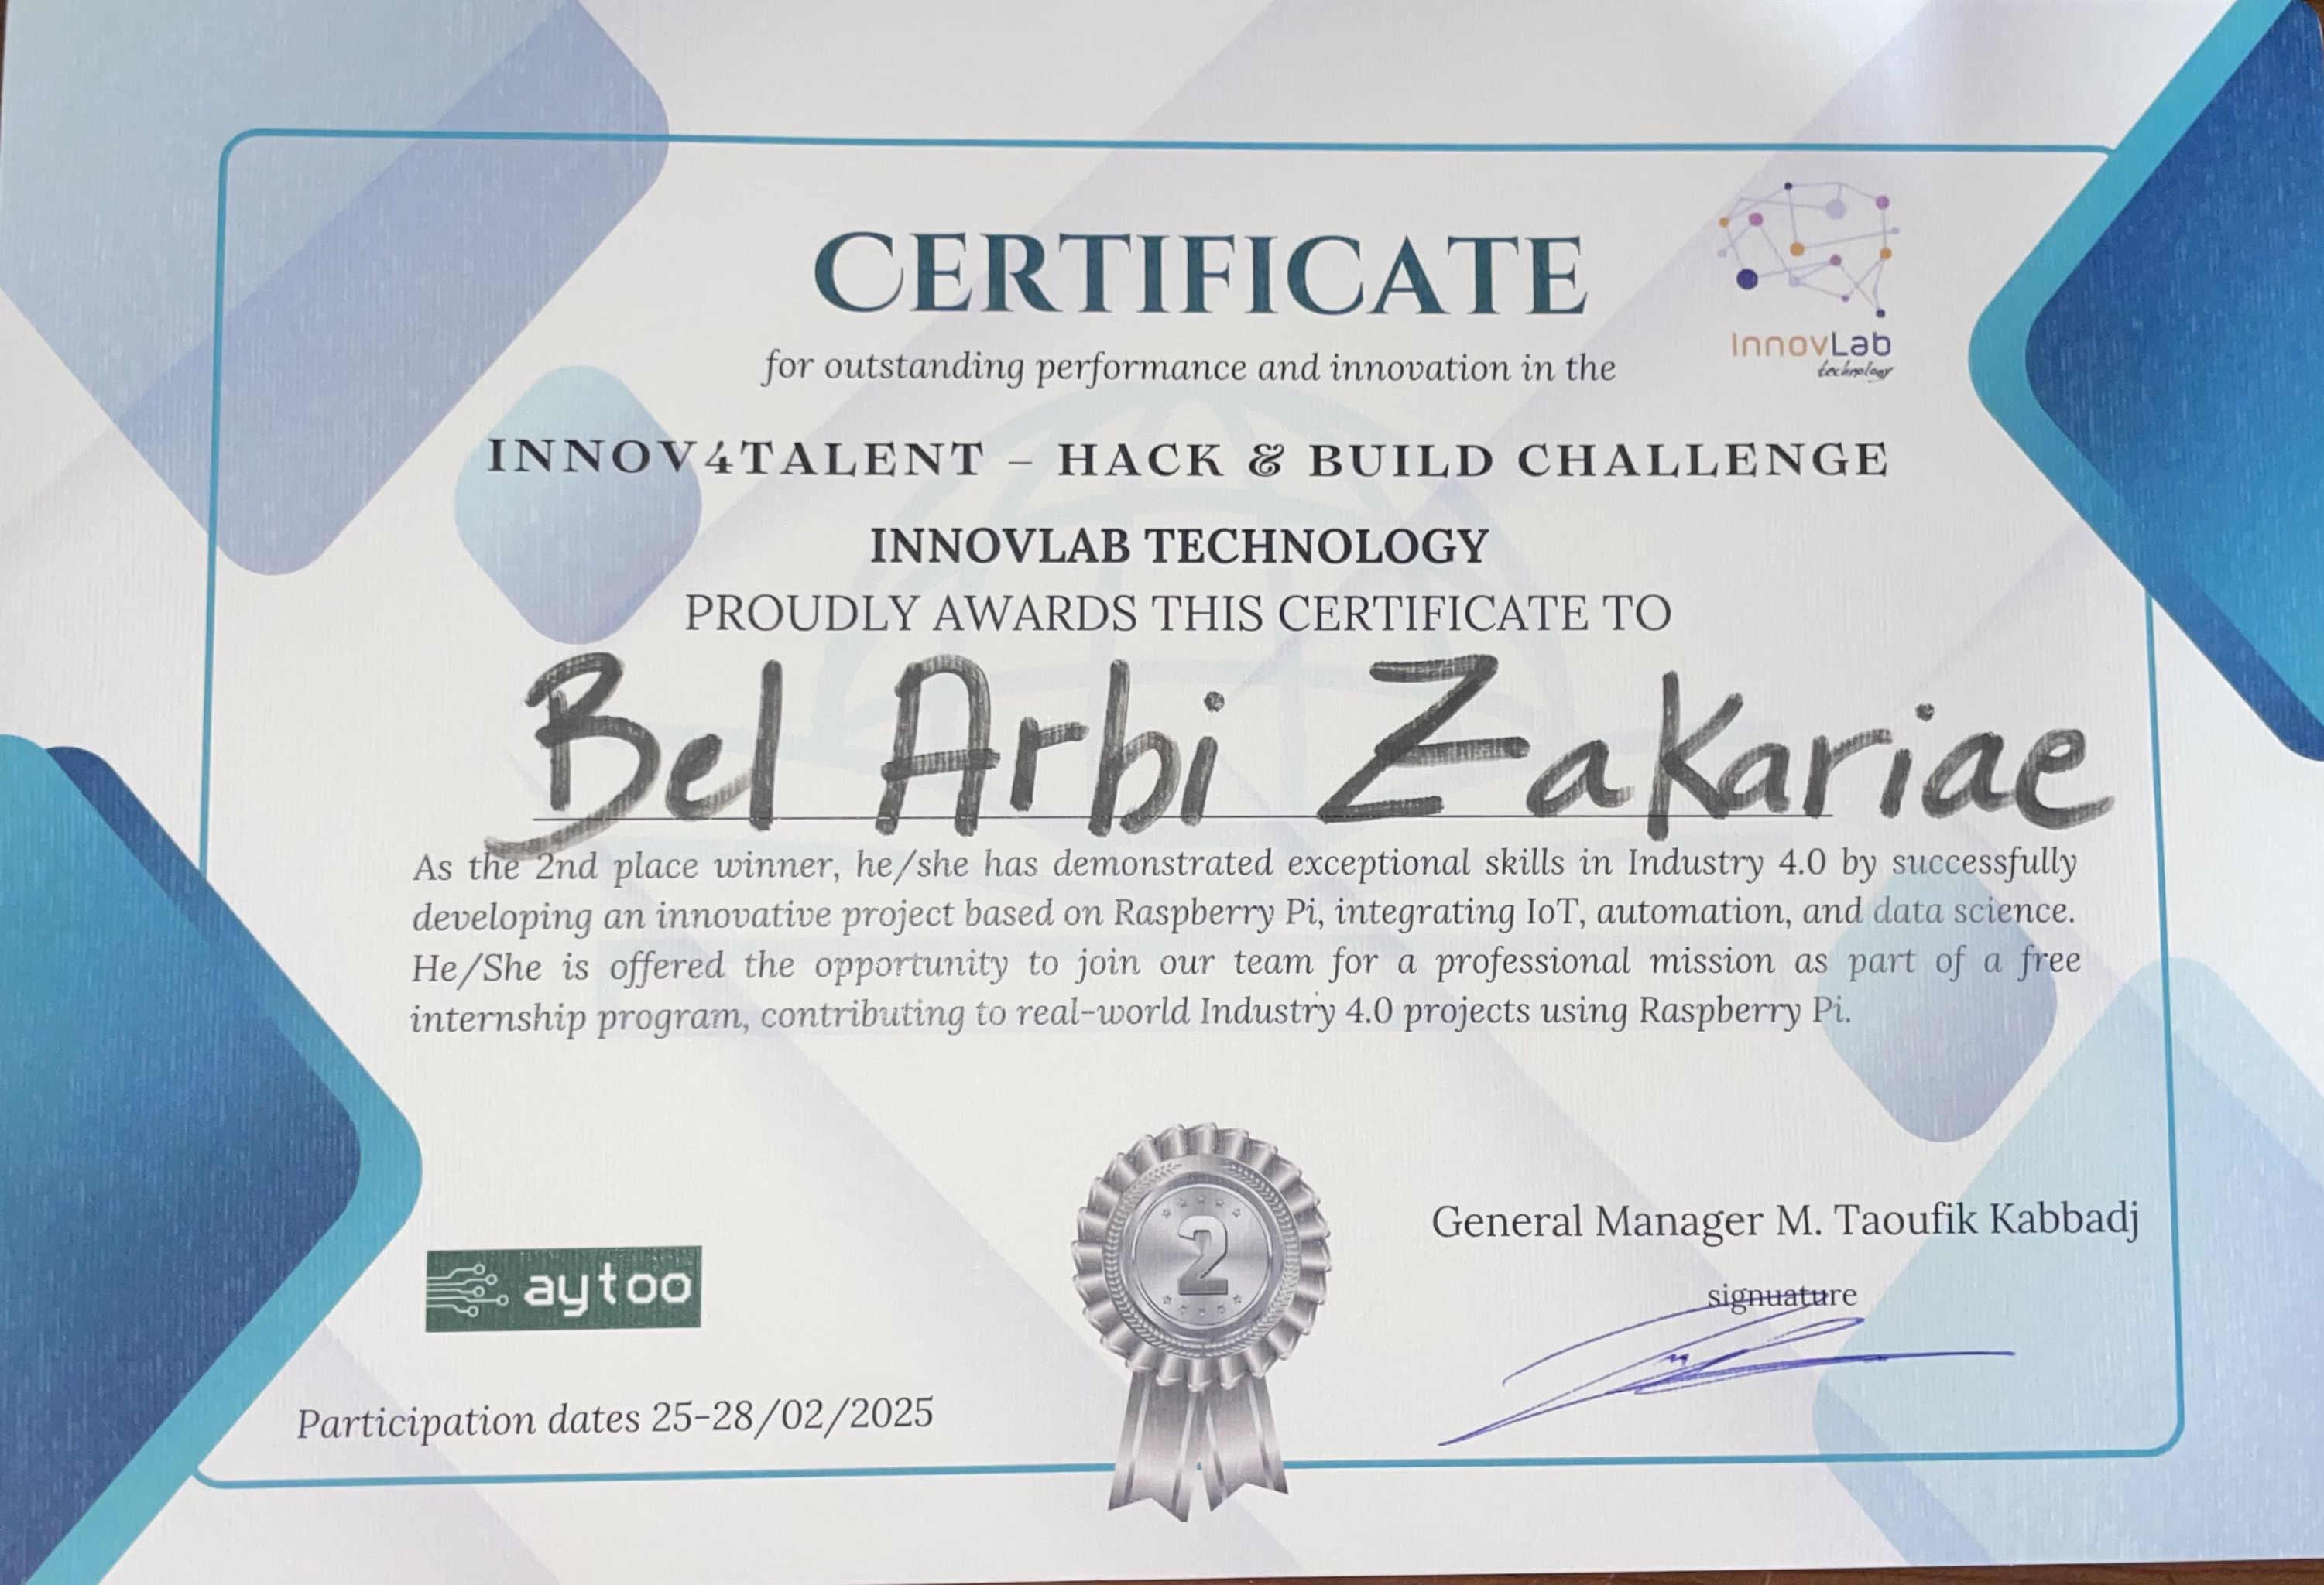 CERTIFICATE
for outstanding performance and innovation in the
InnovLab
technology
INNOV4TALENT – HACK & BUILD CHALLENGE
INNOVLAB TECHNOLOGY
PROUDLY AWARDS THIS CERTIFICATE TO
Bel Arbi Zakariae
As the 2nd place winner, he/she has demonstrated exceptional skills in Industry 4.0 by successfully
developing an innovative project based on Raspberry Pi, integrating IoT, automation, and data science.
He/She is offered the opportunity to join our team for a professional mission as part of a free
internship program, contributing to real-world Industry 4.0 projects using Raspberry Pi.
2
General Manager M. Taoufik Kabbadj
signuature
aytoo
Participation dates 25-28/02/2025